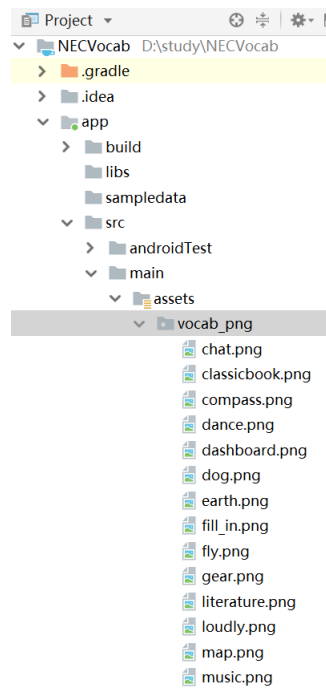 Project
NECVocab D:\study\NECVocab
.gradle
.idea
app
build
libs
sampledata
src
androidTest
main
assets
vocab_png
chat.png
classicbook.png
compass.png
dance.png
dashboard.png
dog.png
earth.png
fill_in.png
fly.png
gear.png
literature.png
loudly.png
map.png
music.png